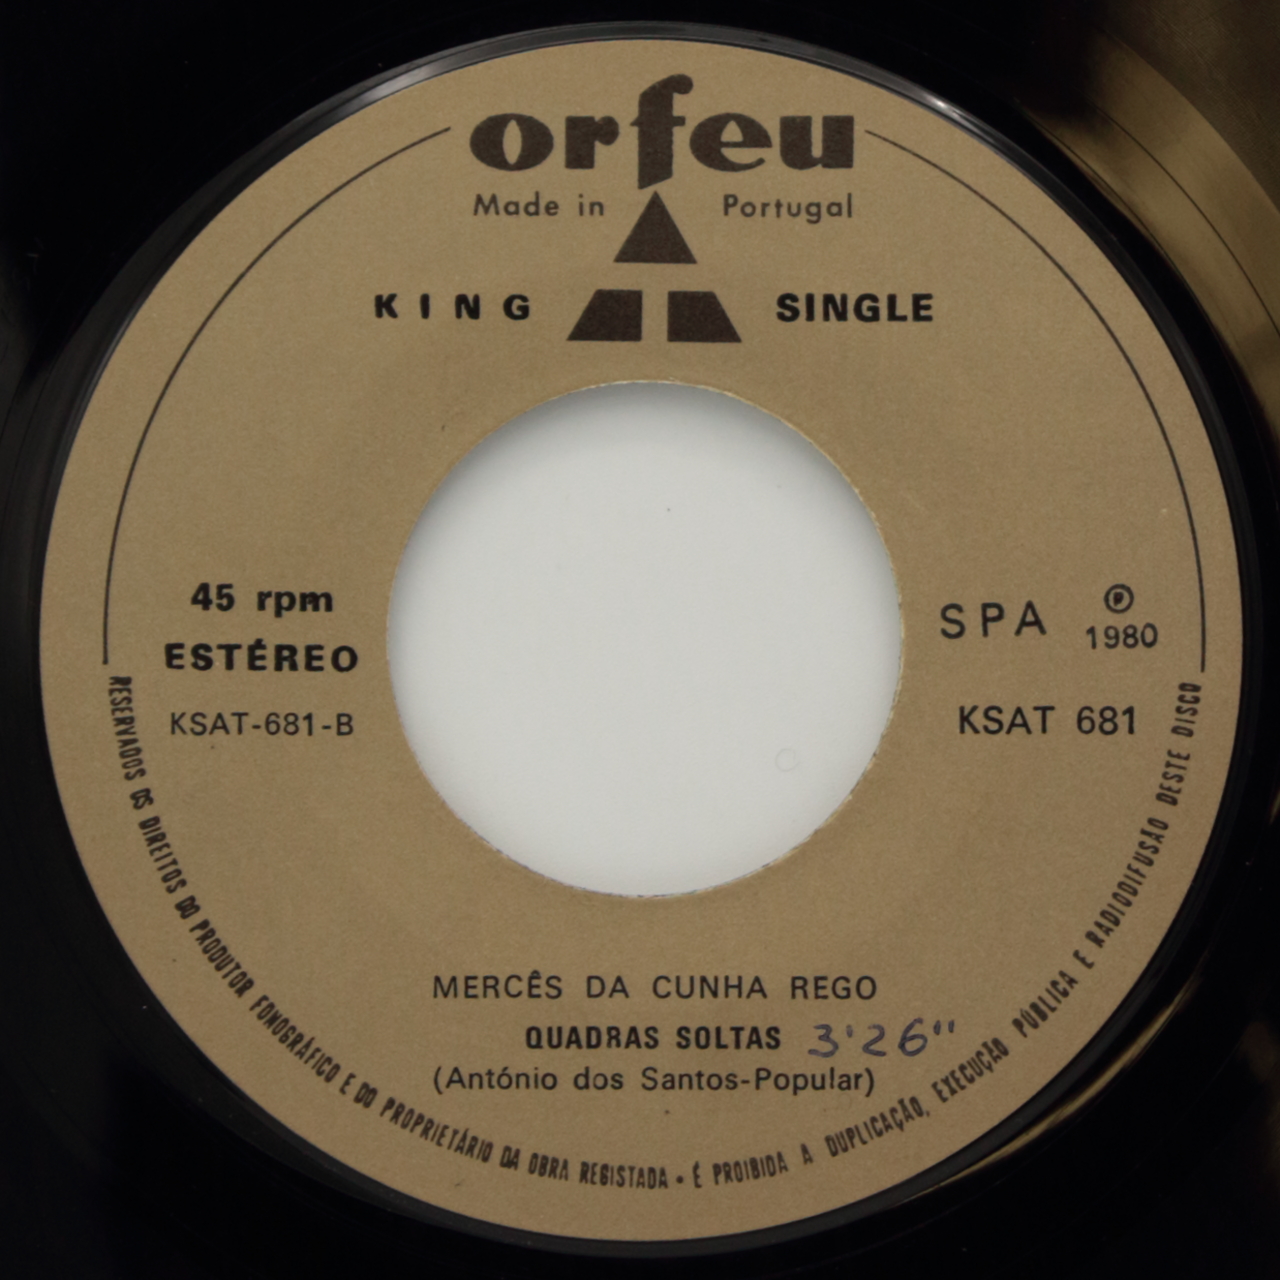 orfeu
Made in Portugal
KING SINGLE
45 rpm
ESTÉREO
KSAT-681-B
SPA
℗
1980
KSAT 681
MERCÊS DA CUNHA REGO
QUADRAS SOLTAS 3'26"
(António dos Santos-Popular)
RESERVADOS OS DIREITOS DO PRODUTOR FONOGRÁFICO E DO PROPRIETÁRIO DA OBRA REGISTADA • É PROIBIDA A DUPLICAÇÃO, EXECUÇÃO PÚBLICA E RADIODIFUSÃO DESTE DISCO